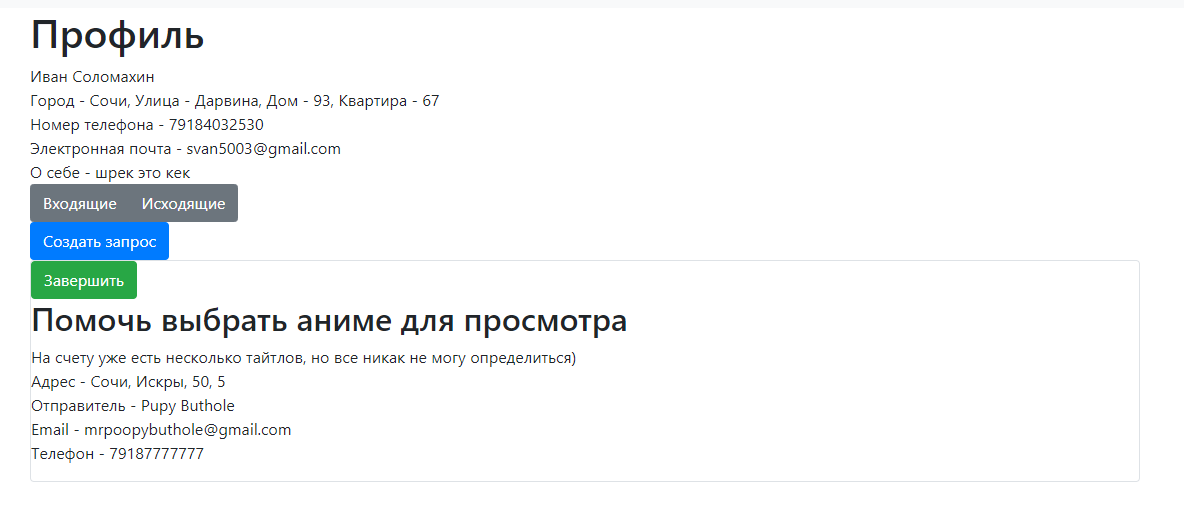 Профиль
Иван Соломахин
Город - Сочи, Улица - Дарвина, Дом - 93, Квартира - 67
Номер телефона - 79184032530
Электронная почта - svan5003@gmail.com
О себе - шрек это кек
Входящие Исходящие
Создать запрос
Завершить
Помочь выбрать аниме для просмотра
На счету уже есть несколько тайтлов, но все никак не могу определиться)
Адрес - Сочи, Искры, 50, 5
Отправитель - Pupy Buthole
Email - mrpoopybuthole@gmail.com
Телефон - 79187777777